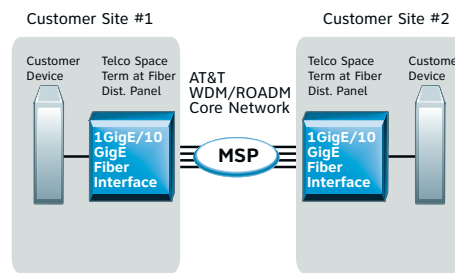 Customer Site #1
Customer Site #2
Customer
Device
Telco Space
Term at Fiber
Dist. Panel
AT&T
WDM/ROADM
Core Network
Telco Space
Term at Fiber
Dist. Panel
Custome
Device
1GigE/10
GigE
Fiber
Interface
MSP
1GigE/10
GigE
Fiber
Interface